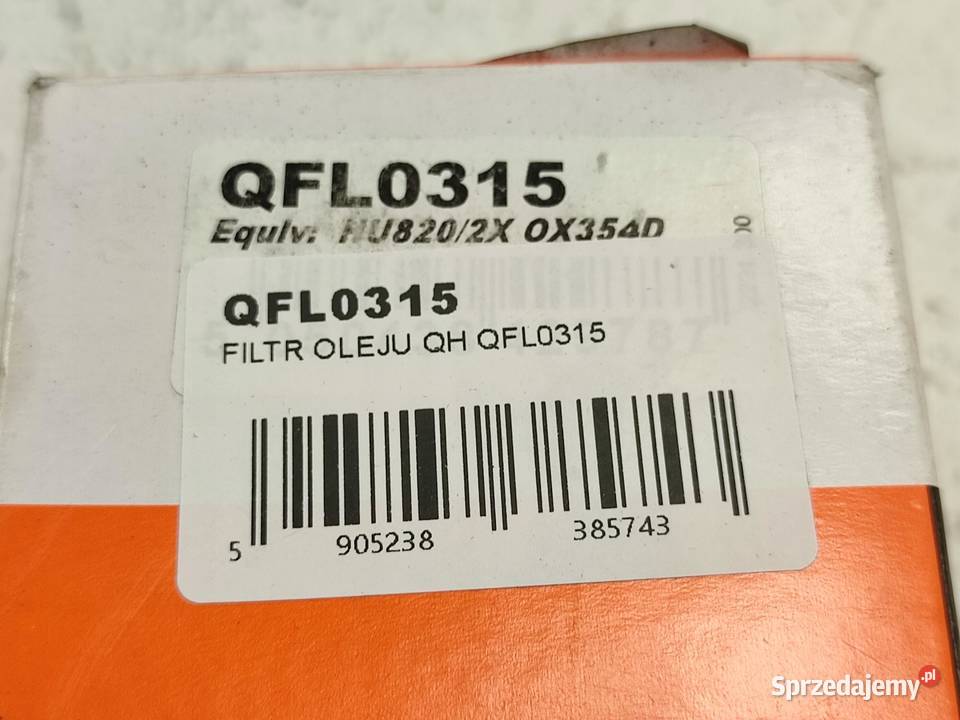 QFL0315
Equiv: HU820/2X OX354D
QFL0315
FILTR OLEJU QH QFL0315
5 905238 385743
Sprzedajemy.pl